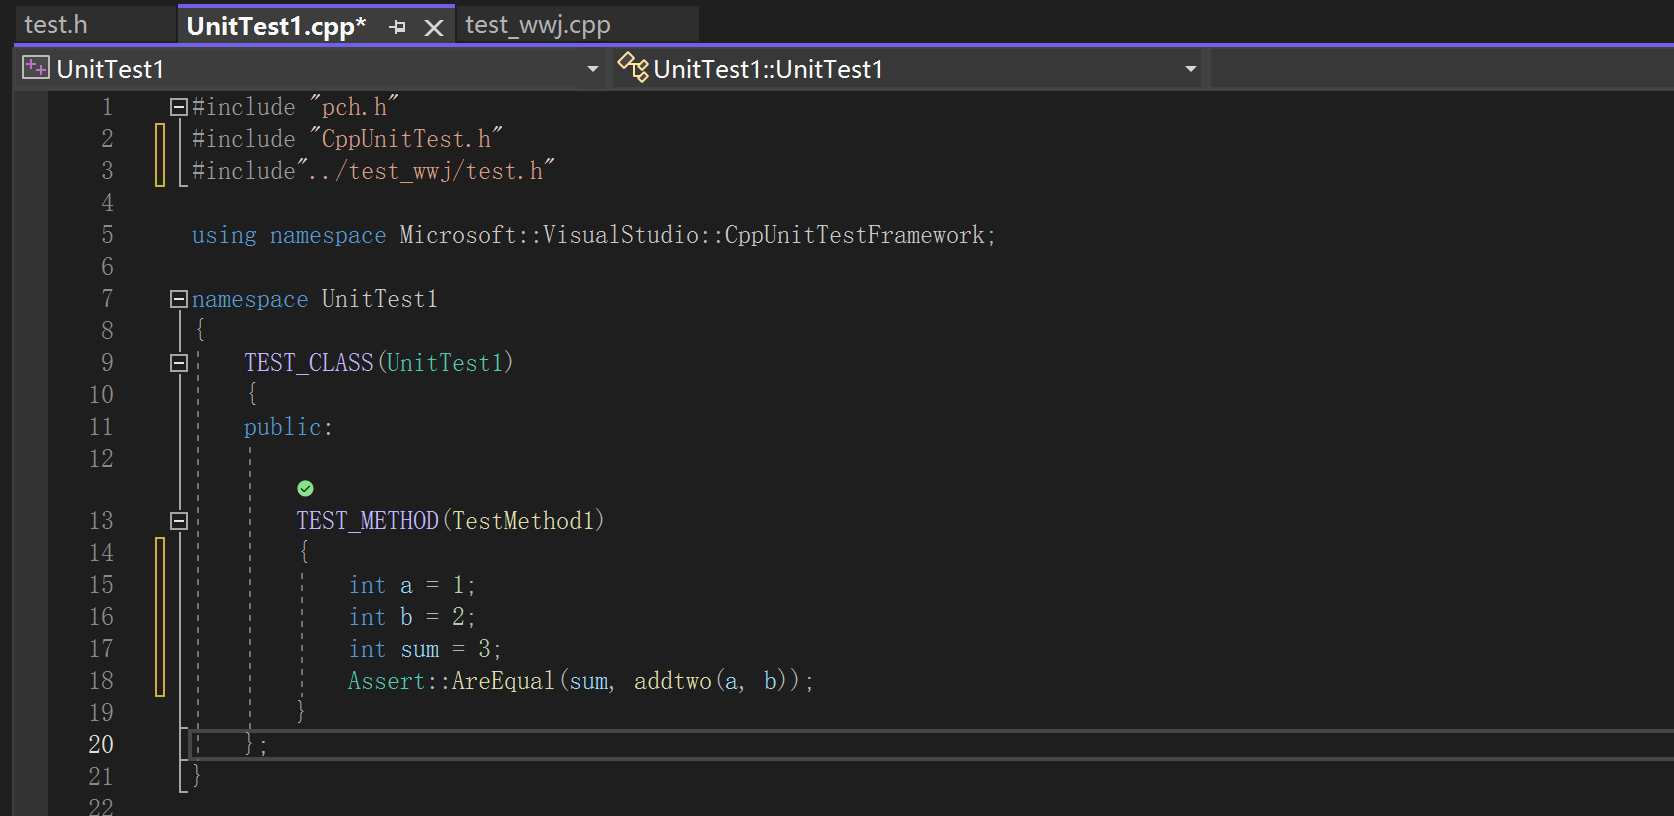 test.h UnitTest1.cpp* test_wwj.cpp
UnitTest1 UnitTest1::UnitTest1
1 #include "pch.h"
2 #include "CppUnitTest.h"
3 #include"../test_wwj/test.h"
4
5 using namespace Microsoft::VisualStudio::CppUnitTestFramework;
6
7 namespace UnitTest1
8 {
9 TEST_CLASS(UnitTest1)
10 {
11 public:
12
13 TEST_METHOD(TestMethod1)
14 {
15 int a = 1;
16 int b = 2;
17 int sum = 3;
18 Assert::AreEqual(sum, addtwo(a, b));
19 }
20 };
21 }
22